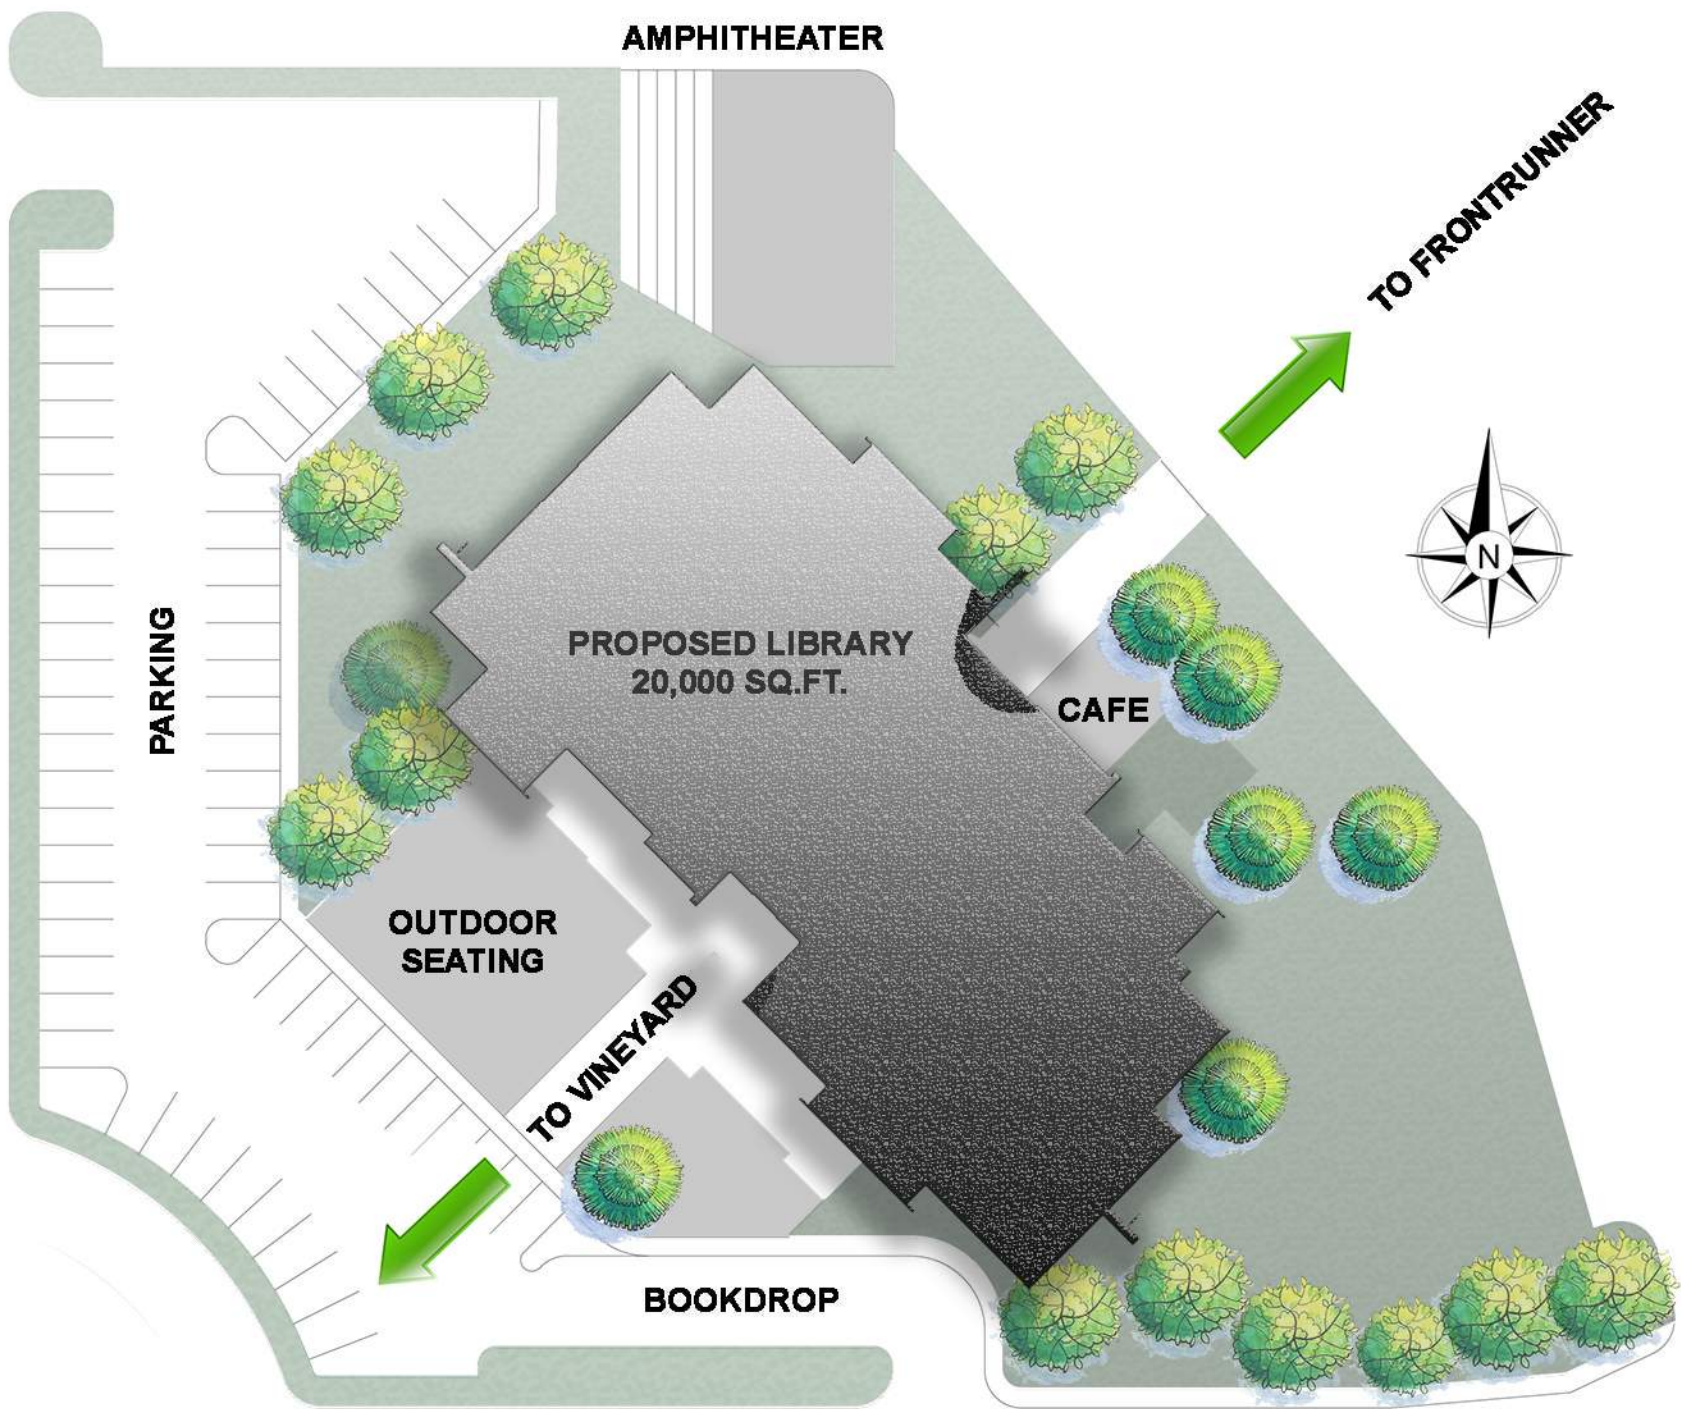 AMPHITHEATER
TO FRONTRUNNER
N
PARKING
PROPOSED LIBRARY
20,000 SQ.FT.
CAFE
OUTDOOR
SEATING
TO VINEYARD
BOOKDROP